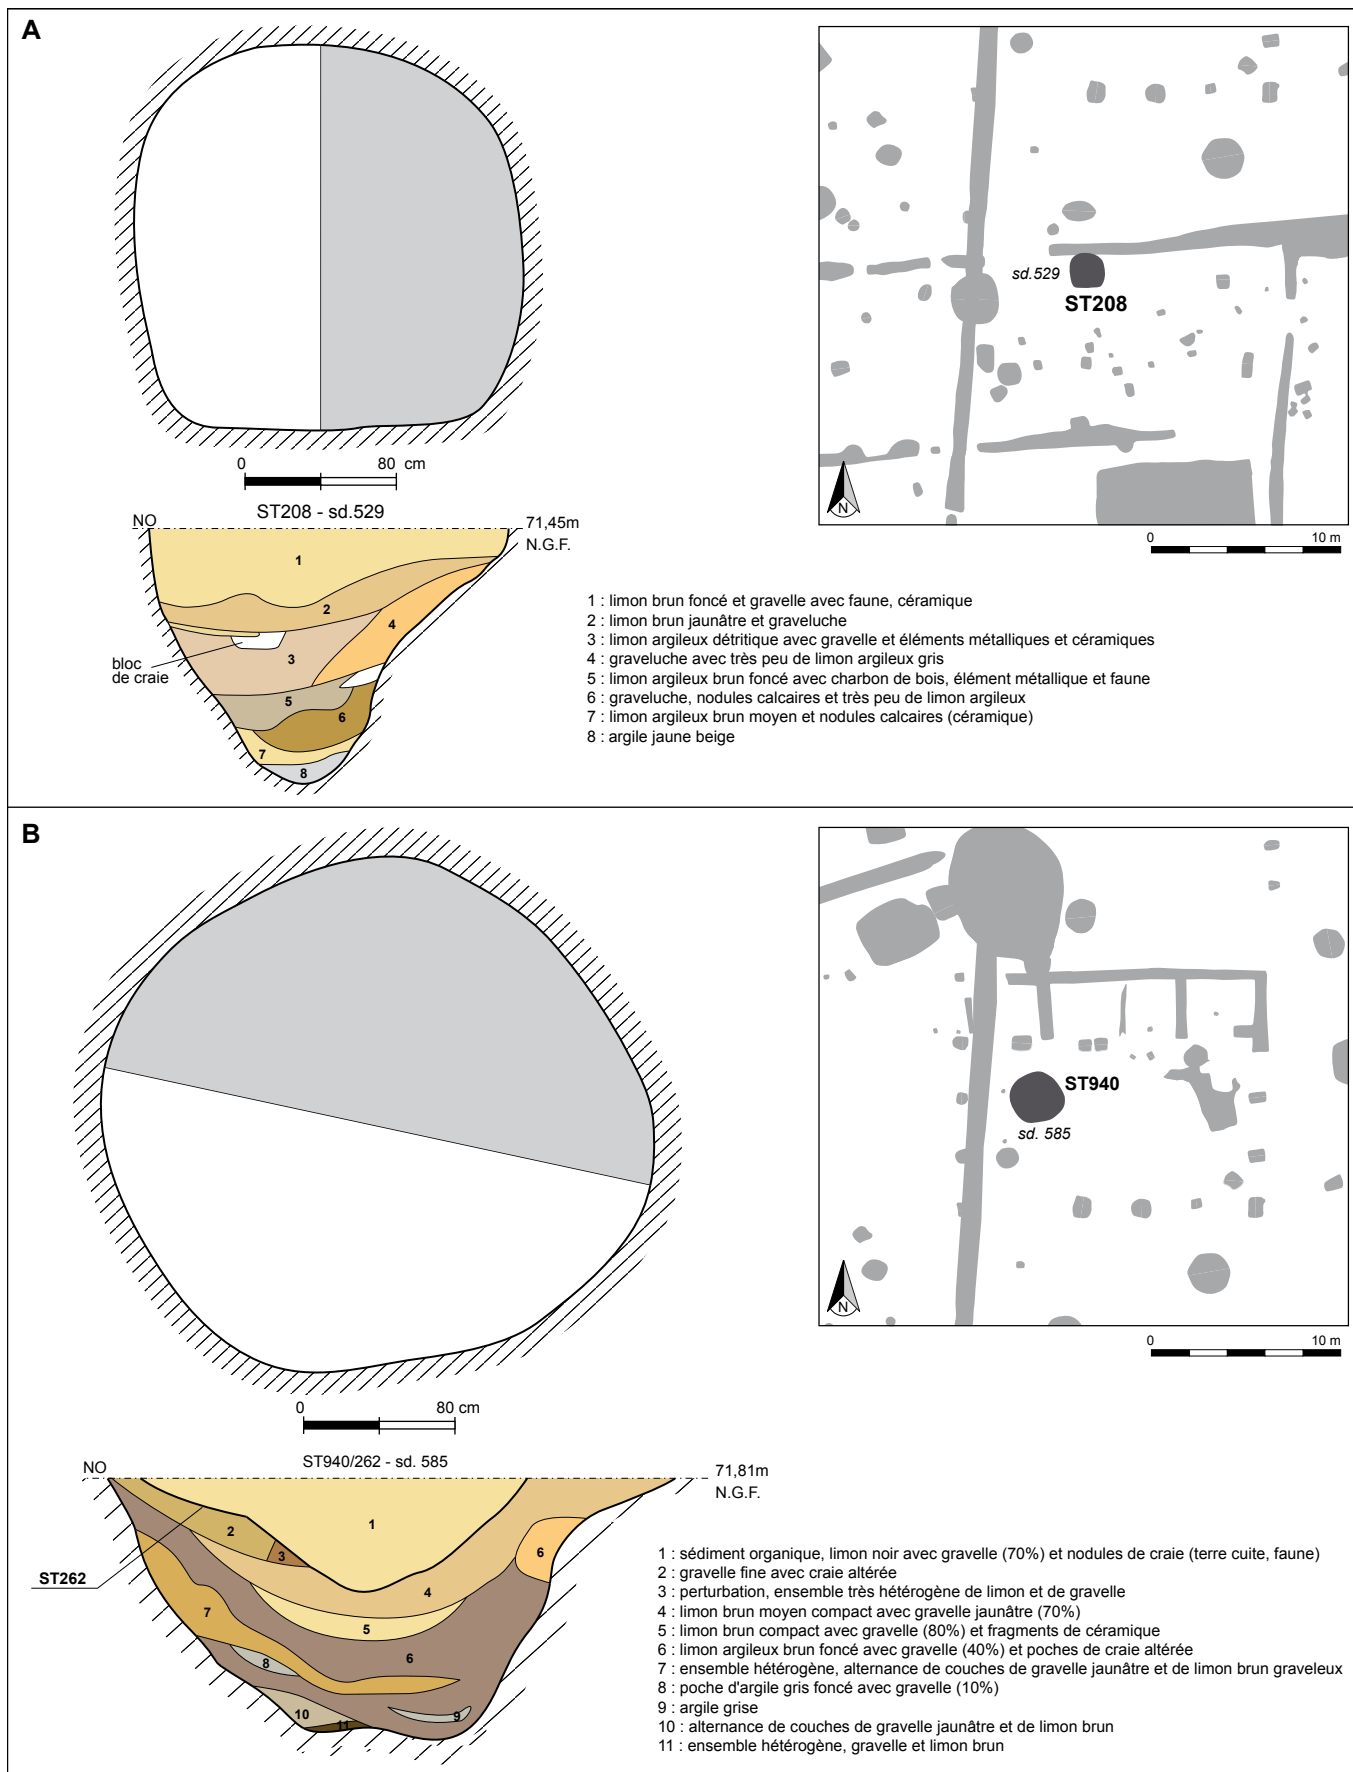 A
0 80 cm
ST208 - sd.529
NO
71,45m
N.G.F.
1
2
3
4
5
6
7
8
bloc
de craie
sd.529
ST208
N
0 10 m
1 : limon brun foncé et gravelle avec faune, céramique
2 : limon brun jaunâtre et graveluche
3 : limon argileux détritique avec gravelle et éléments métalliques et céramiques
4 : graveluche avec très peu de limon argileux gris
5 : limon argileux brun foncé avec charbon de bois, élément métallique et faune
6 : graveluche, nodules calcaires et très peu de limon argileux
7 : limon argileux brun moyen et nodules calcaires (céramique)
8 : argile jaune beige
B
0 80 cm
ST940/262 - sd. 585
NO
71,81m
N.G.F.
1
2
3
6
4
7
5
6
8
9
10
11
ST262
ST940
sd. 585
N
0 10 m
1 : sédiment organique, limon noir avec gravelle (70%) et nodules de craie (terre cuite, faune)
2 : gravelle fine avec craie altérée
3 : perturbation, ensemble très hétérogène de limon et de gravelle
4 : limon brun moyen compact avec gravelle jaunâtre (70%)
5 : limon brun compact avec gravelle (80%) et fragments de céramique
6 : limon argileux brun foncé avec gravelle (40%) et poches de craie altérée
7 : ensemble hétérogène, alternance de couches de gravelle jaunâtre et de limon brun graveleux
8 : poche d'argile gris foncé avec gravelle (10%)
9 : argile grise
10 : alternance de couches de gravelle jaunâtre et de limon brun
11 : ensemble hétérogène, gravelle et limon brun